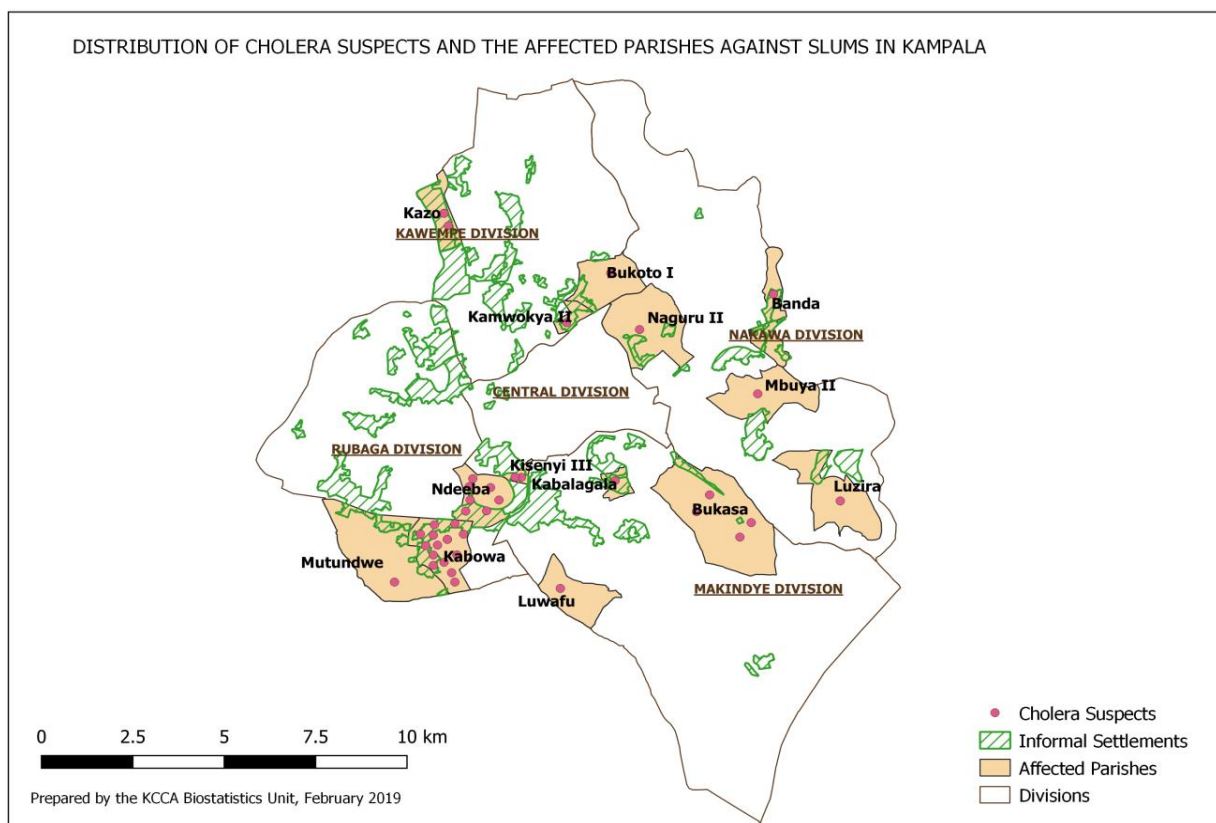 DISTRIBUTION OF CHOLERA SUSPECTS AND THE AFFECTED PARISHES AGAINST SLUMS IN KAMPALA
Kazo
KAWEMPE DIVISION
Bukoto I
Kamwokya II
Naguru II
Banda
NAKAWA DIVISION
Mbuya II
CENTRAL DIVISION
RUBAGA DIVISION
Kisenyi III
Kabalagala
Ndeeba
Luzira
Bukasa
Kabowa
Mutundwe
Luwafu
MAKINDYE DIVISION
0 2.5 5 7.5 10 km
Prepared by the KCCA Biostatistics Unit, February 2019
Cholera Suspects
Informal Settlements
Affected Parishes
Divisions